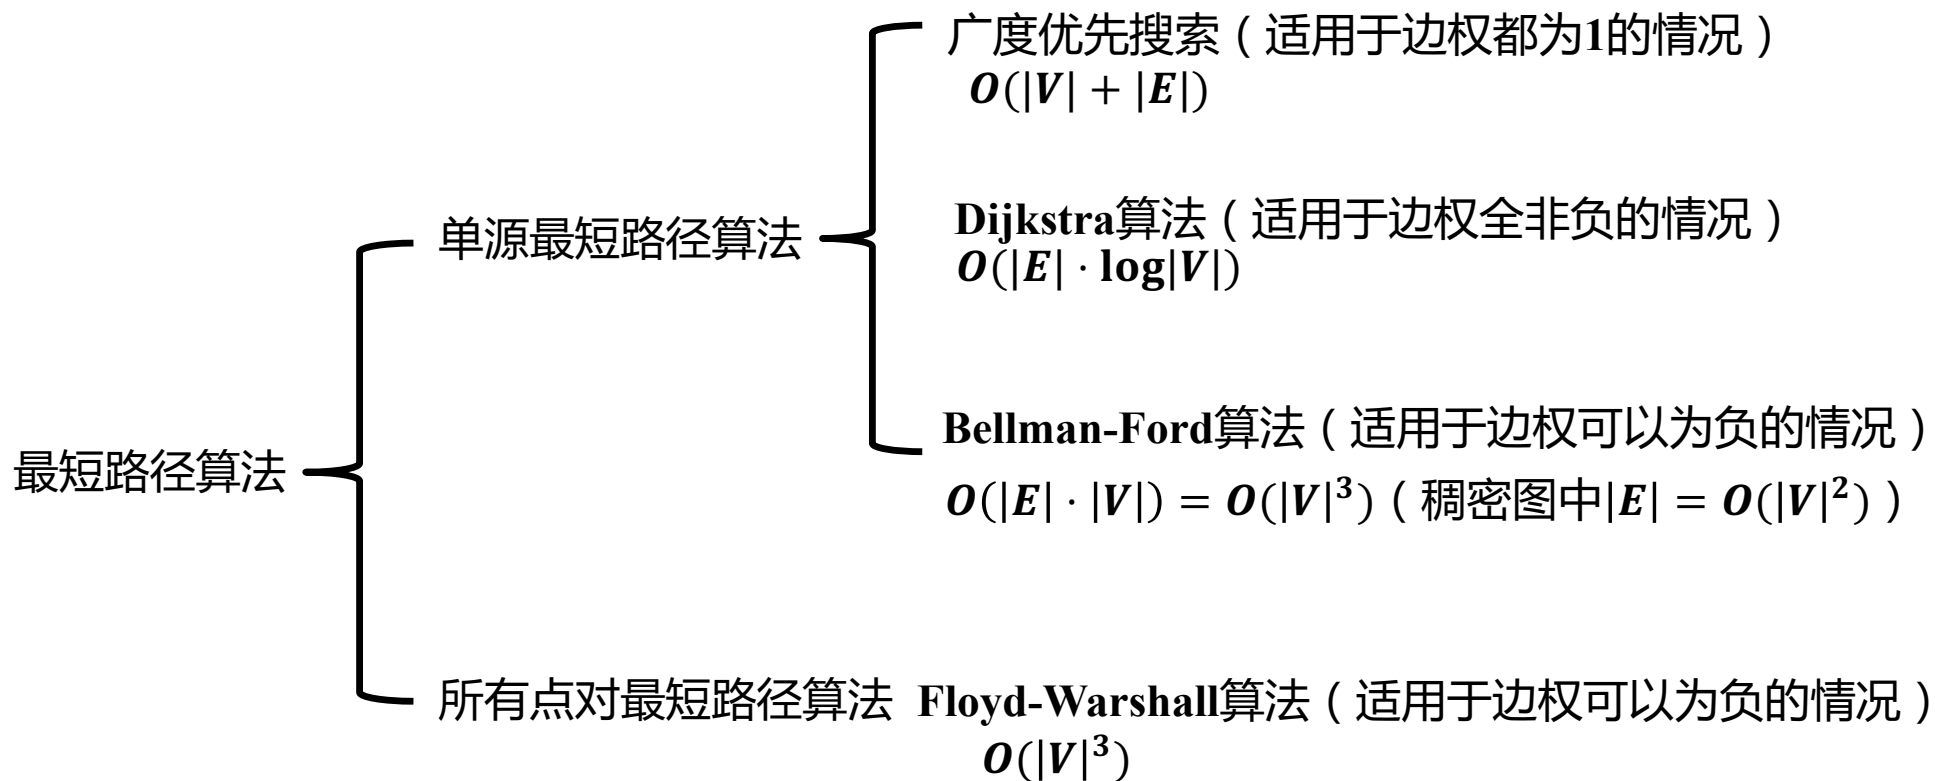 广度优先搜索（适用于边权都为1的情况）
O(|V| + |E|)
Dijkstra算法（适用于边权全非负的情况）
单源最短路径算法
O(|E| · log|V|)
Bellman-Ford算法（适用于边权可以为负的情况）
最短路径算法
O(|E| · |V|) = O(|V|³)（稠密图中|E| = O(|V|²)）
所有点对最短路径算法 Floyd-Warshall算法（适用于边权可以为负的情况）
O(|V|³)